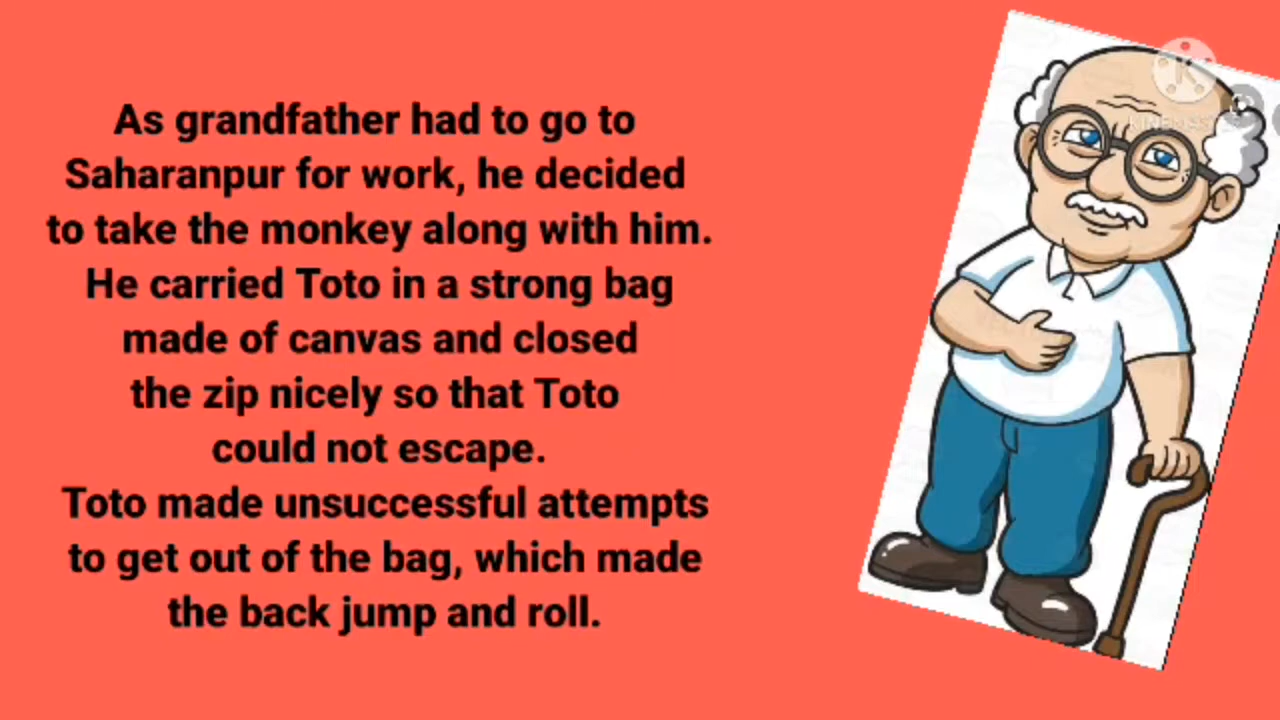 As grandfather had to go to
Saharanpur for work, he decided
to take the monkey along with him.
He carried Toto in a strong bag
made of canvas and closed
the zip nicely so that Toto
could not escape.
Toto made unsuccessful attempts
to get out of the bag, which made
the back jump and roll.
K
KINEMASTER